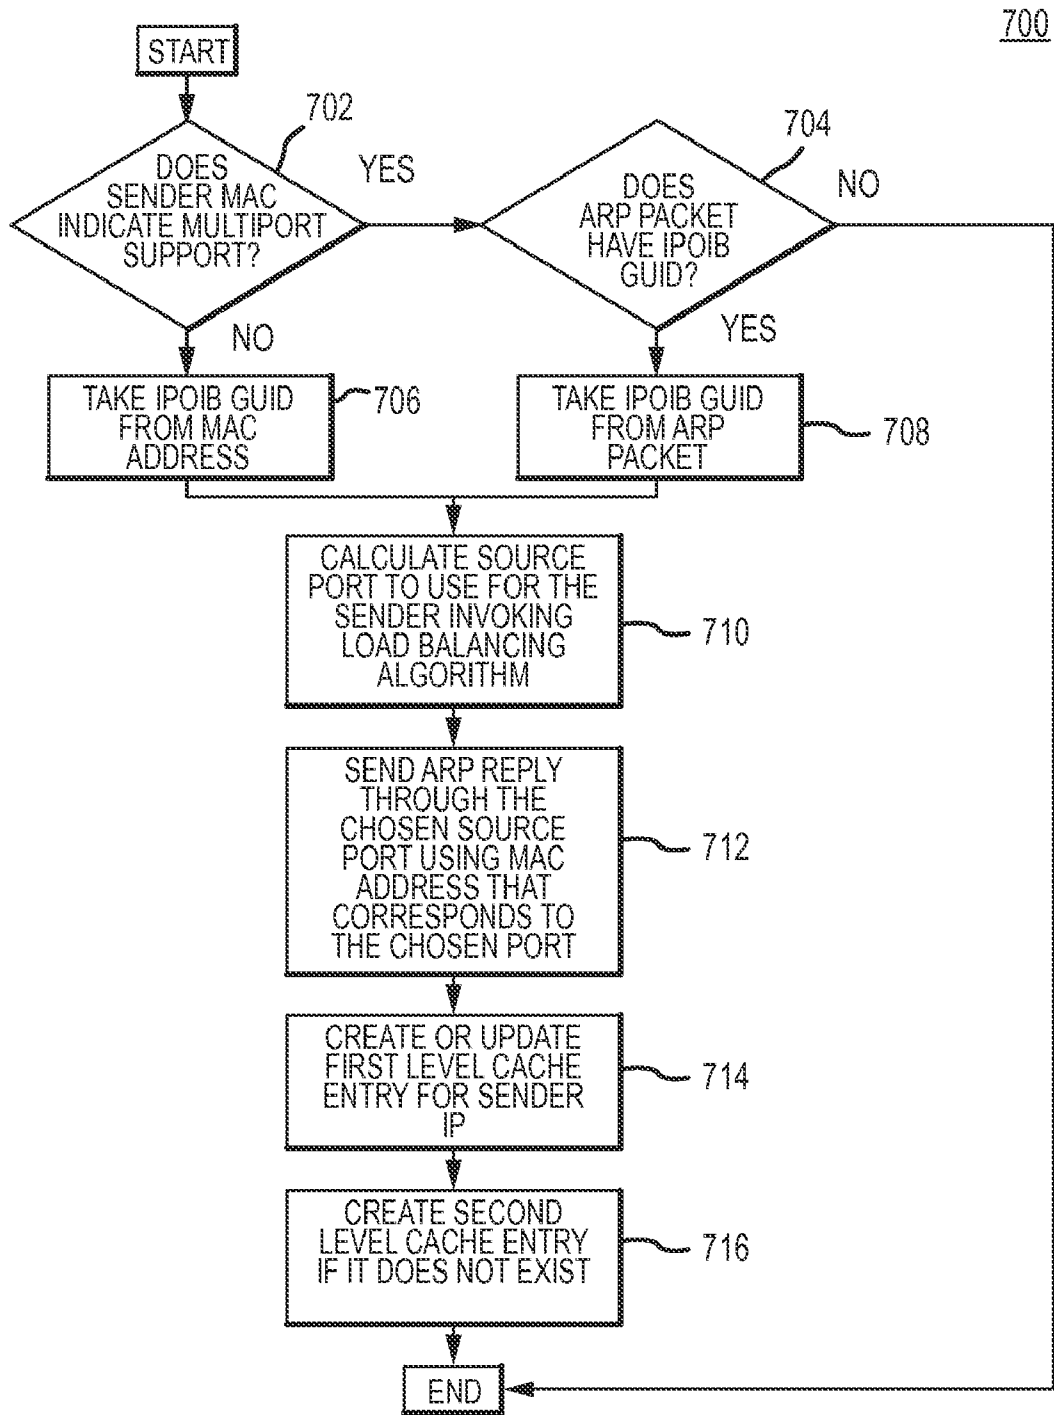 700
START
702
DOES
SENDER MAC
INDICATE MULTIPORT
SUPPORT?
YES
NO
704
DOES
ARP PACKET
HAVE IPOIB
GUID?
NO
YES
TAKE IPOIB GUID
FROM MAC
ADDRESS
706
TAKE IPOIB GUID
FROM ARP
PACKET
708
CALCULATE SOURCE
PORT TO USE FOR THE
SENDER INVOKING
LOAD BALANCING
ALGORITHM
710
SEND ARP REPLY
THROUGH THE
CHOSEN SOURCE
PORT USING MAC
ADDRESS THAT
CORRESPONDS TO
THE CHOSEN PORT
712
CREATE OR UPDATE
FIRST LEVEL CACHE
ENTRY FOR SENDER
IP
714
CREATE SECOND
LEVEL CACHE ENTRY
IF IT DOES NOT EXIST
716
END